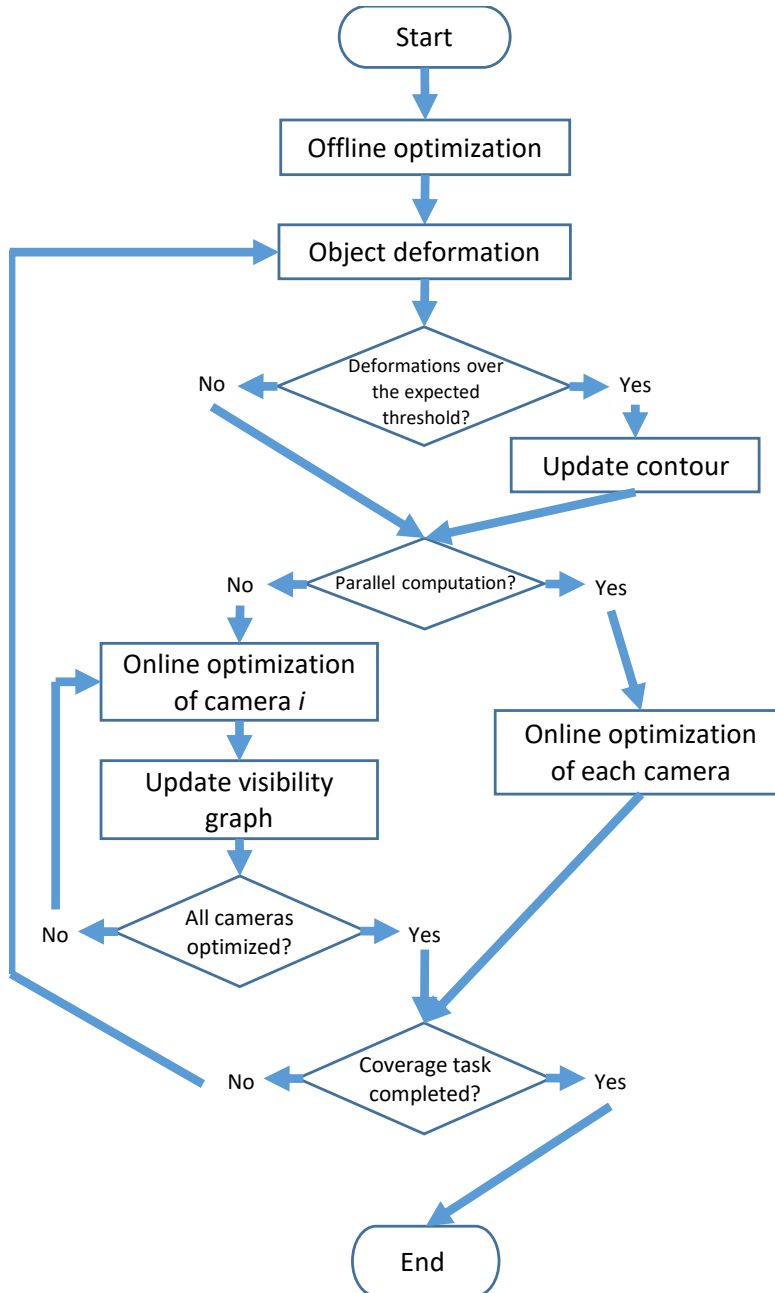 Start
Offline optimization
Object deformation
Deformations over
the expected
threshold?
No
Yes
Update contour
Parallel computation?
No
Yes
Online optimization
of camera i
Online optimization
of each camera
Update visibility
graph
All cameras
optimized?
No
Yes
Coverage task
completed?
No
Yes
End